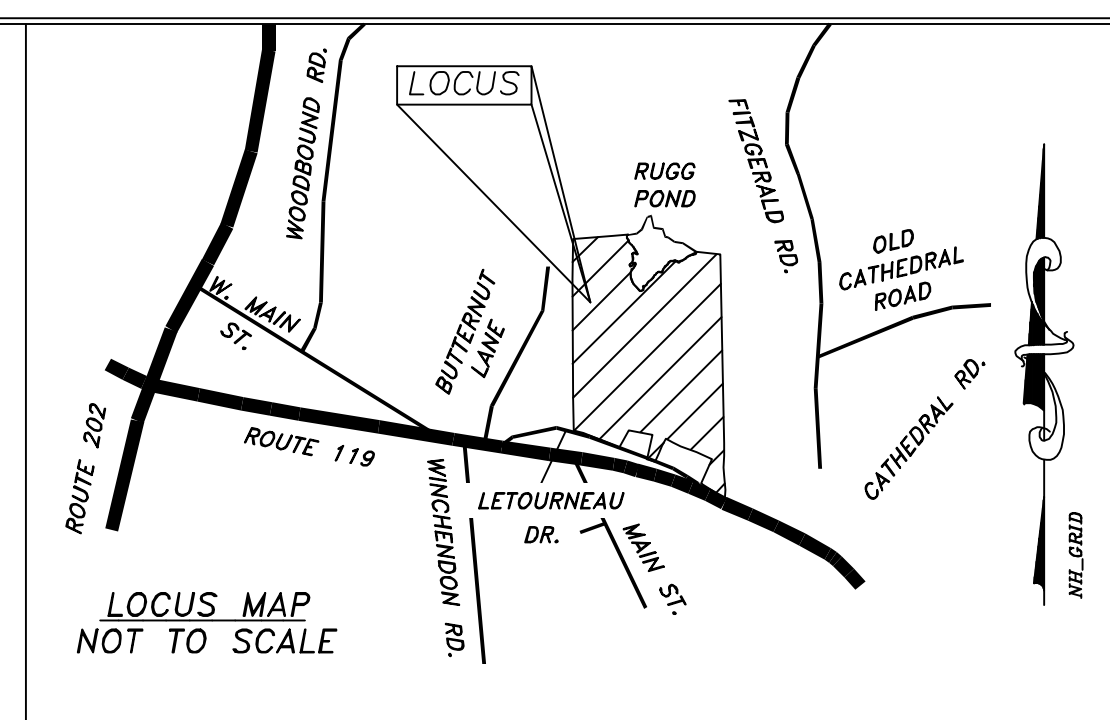 LOCUS
WOODBOUND RD.
FITZGERALD RD.
RUGG
POND
OLD
CATHEDRAL
ROAD
W. MAIN
ST.
BUTTERNUT
LANE
CATHEDRAL RD.
ROUTE 202
ROUTE 119
WINCHENDON RD.
LETOURNEAU
DR.
MAIN ST.
NH_GRID
LOCUS MAP
NOT TO SCALE